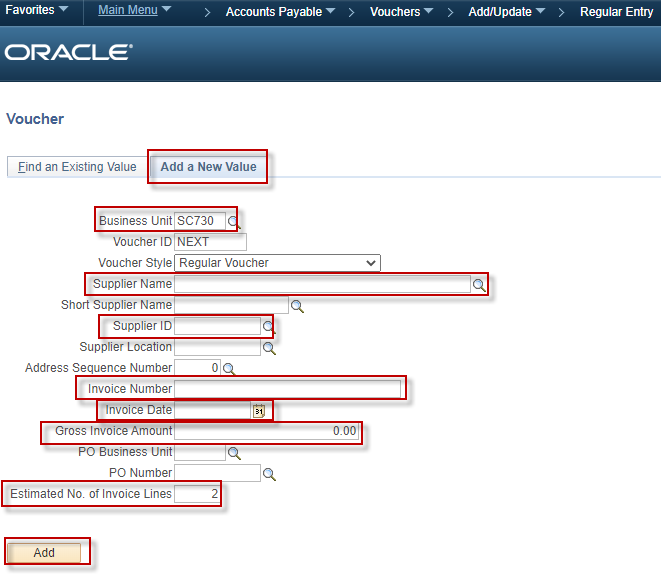 Favorites Main Menu > Accounts Payable > Vouchers > Add/Update > Regular Entry
ORACLE®
Voucher
Find an Existing Value Add a New Value
Business Unit SC730
Voucher ID NEXT
Voucher Style Regular Voucher
Supplier Name
Short Supplier Name
Supplier ID
Supplier Location
Address Sequence Number 0
Invoice Number
Invoice Date 31
Gross Invoice Amount 0.00
PO Business Unit
PO Number
Estimated No. of Invoice Lines 2
Add